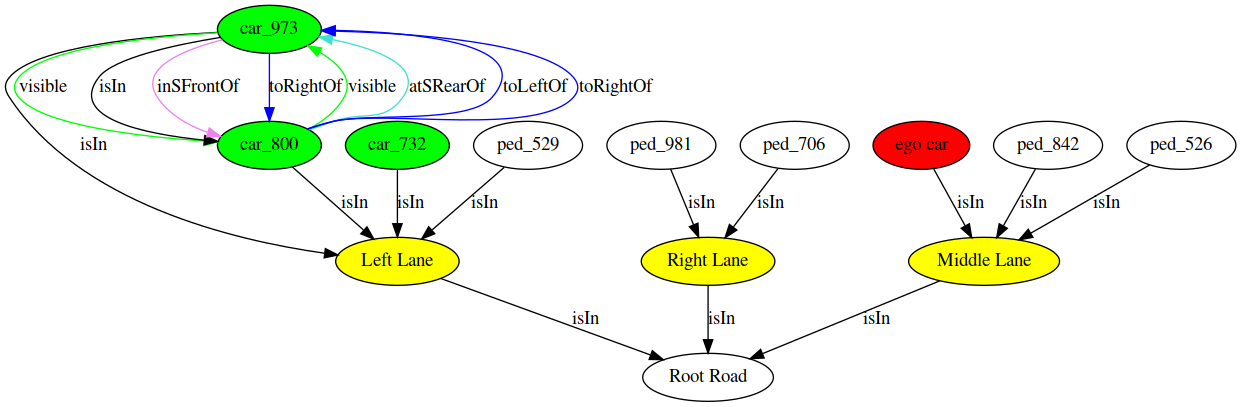 car_973
visible
isIn
inSFrontOf
toRightOf
visible
atSRearOf
toLeftOf
toRightOf
isIn
car_800
car_732
ped_529
ped_981
ped_706
ego car
ped_842
ped_526
isIn
isIn
isIn
isIn
isIn
isIn
isIn
isIn
Left Lane
Right Lane
Middle Lane
isIn
isIn
isIn
Root Road